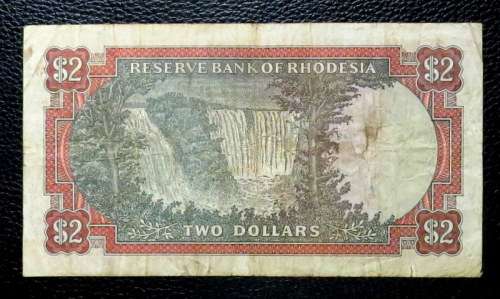 $2 RESERVE BANK OF RHODESIA $2
$2 TWO DOLLARS $2